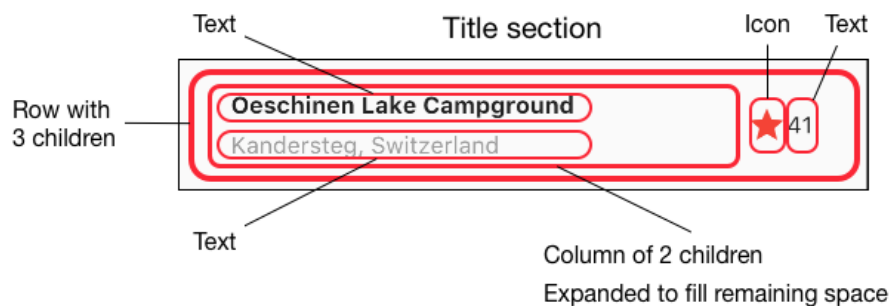 Text
Title section
Icon
Text
Row with
3 children
Oeschinen Lake Campground
41
Kandersteg, Switzerland
Text
Column of 2 children
Expanded to fill remaining space